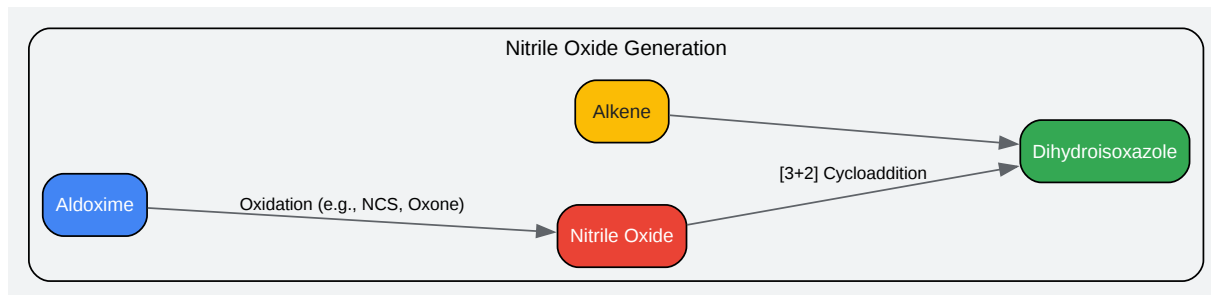 Nitrile Oxide Generation
Alkene
Dihydroisoxazole
[3+2] Cycloaddition
Aldoxime
Oxidation (e.g., NCS, Oxone)
Nitrile Oxide